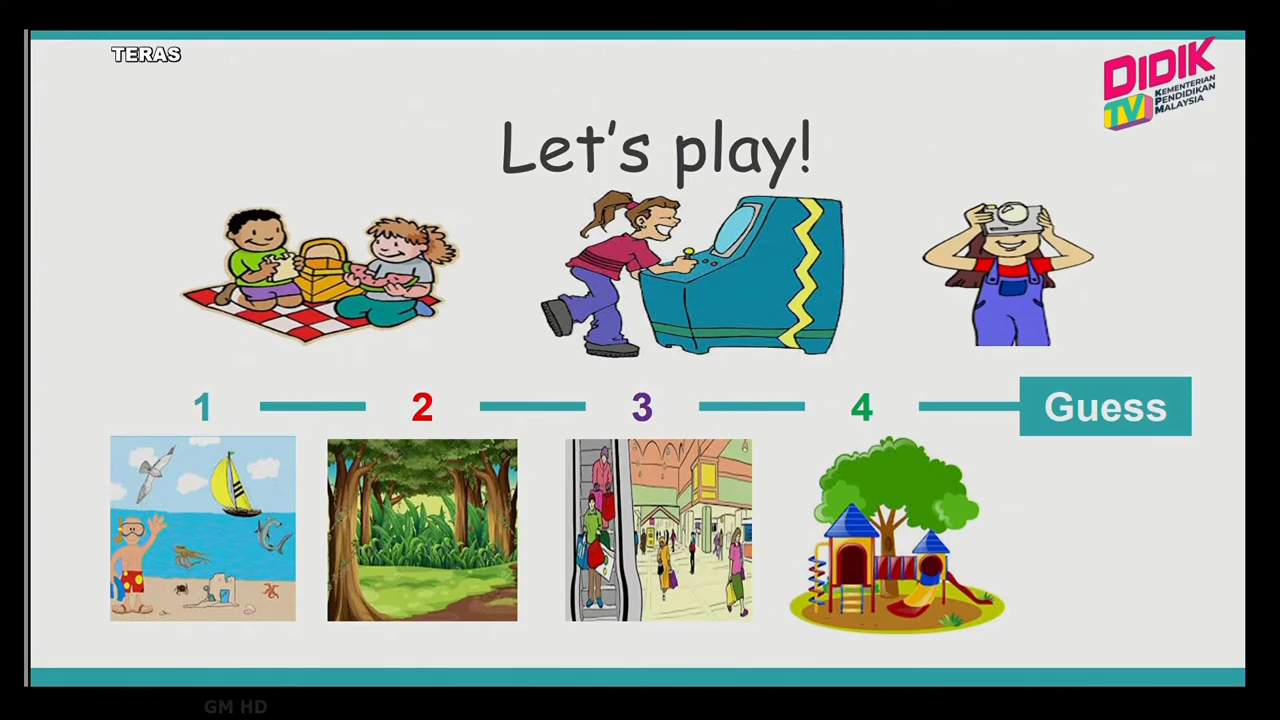 TERAS
DIDIK
TV
KEMENTERIAN
PENDIDIKAN
MALAYSIA
Let's play!
1
2
3
4
Guess
GM HD